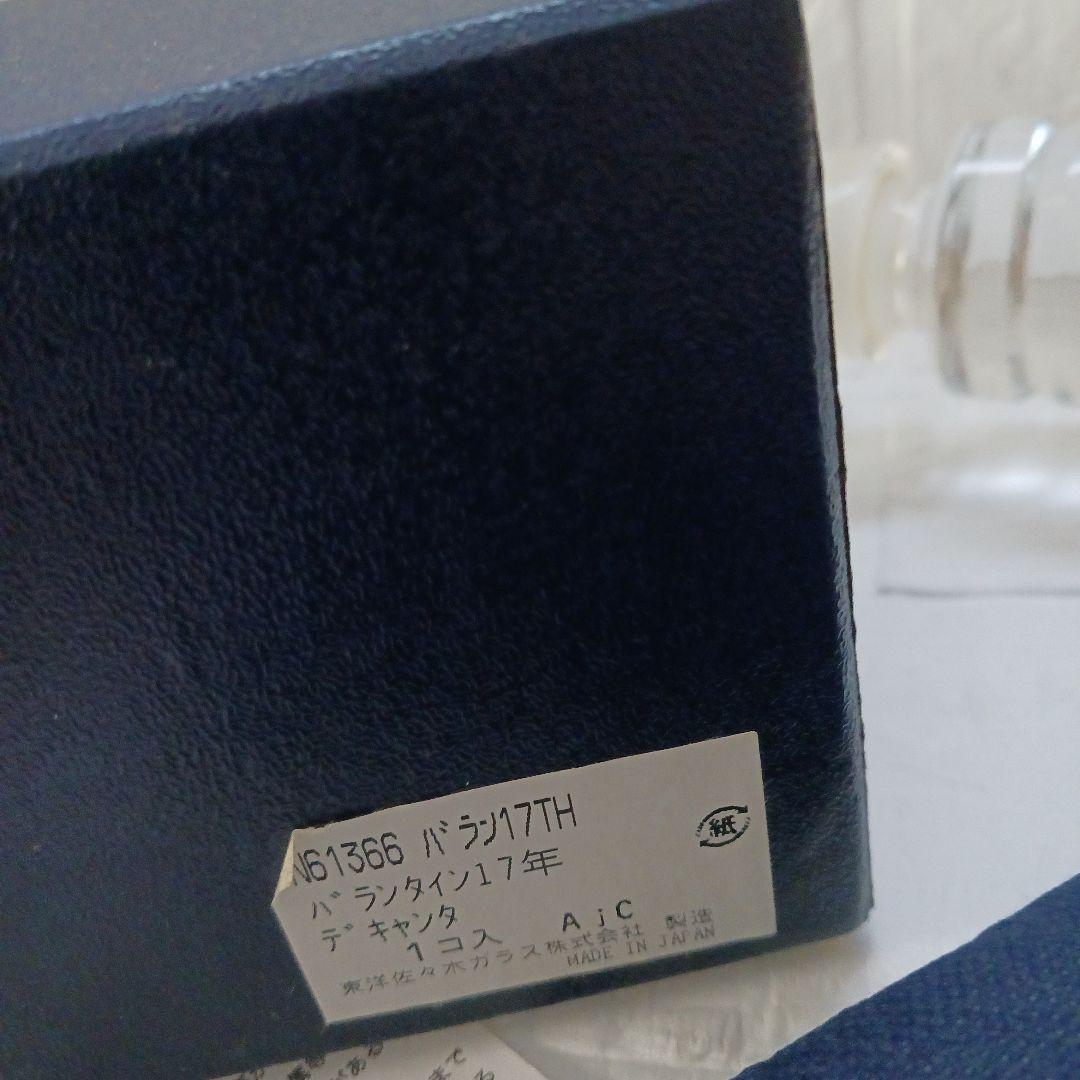 N61366 バラン17TH
バランタイン17年
デキャンタ
1コ入 AjC
東洋佐々木ガラス株式会社 製造
MADE IN JAPAN
紙